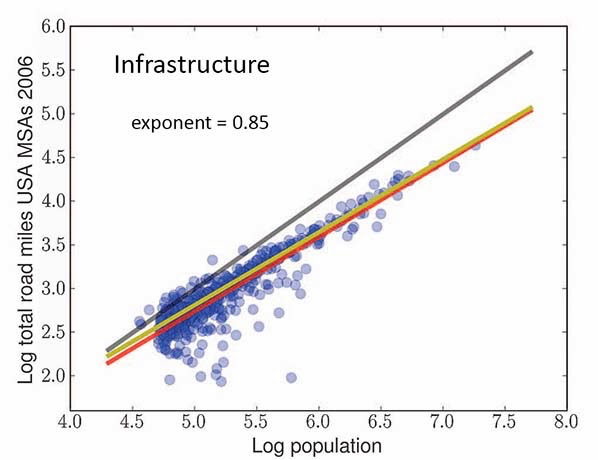 Infrastructure
exponent = 0.85
Log total road miles USA MSAs 2006
6.0
5.5
5.0
4.5
4.0
3.5
3.0
2.5
2.0
4.0 4.5 5.0 5.5 6.0 6.5 7.0 7.5 8.0
Log population